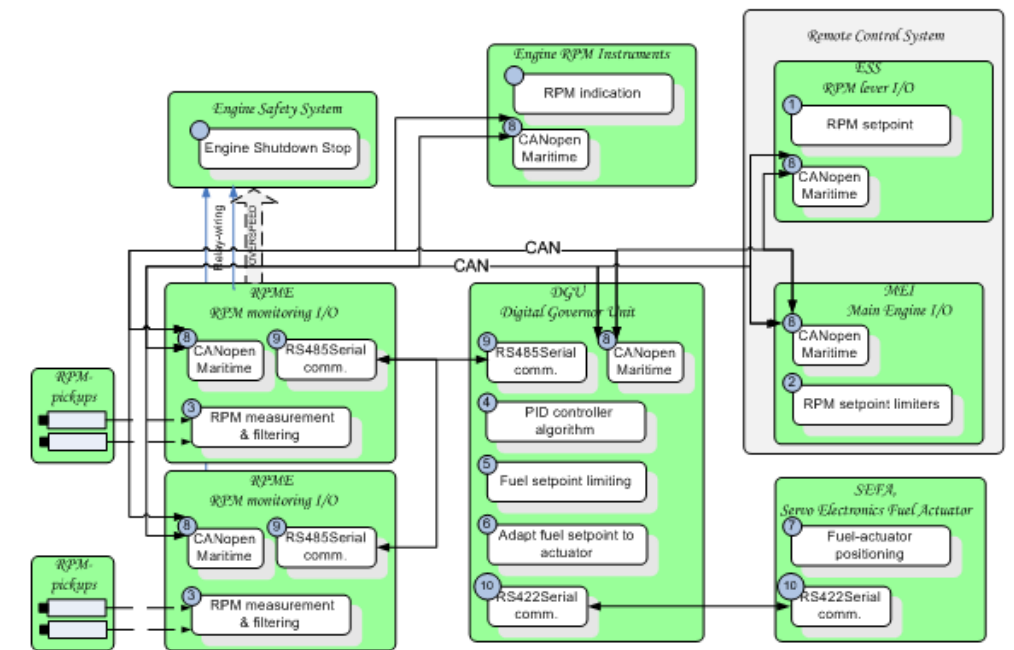 Remote Control System
ESS
RPM lever I/O
1
RPM setpoint
8
CANopen
Maritime
MEI
Main Engine I/O
8
CANopen
Maritime
2
RPM setpoint limiters
Engine RPM Instruments
RPM indication
8
CANopen
Maritime
Engine Safety System
Engine Shutdown Stop
Relay-wiring
OVERSPEED
CAN
CAN
RPME
RPM monitoring I/O
8
CANopen
Maritime
9
RS485Serial
comm.
3
RPM measurement
& filtering
RPM-
pickups
RPME
RPM monitoring I/O
8
CANopen
Maritime
9
RS485Serial
comm.
3
RPM measurement
& filtering
RPM-
pickups
DGU
Digital Governor Unit
9
RS485Serial
comm.
8
CANopen
Maritime
4
PID controller
algorithm
5
Fuel setpoint limiting
6
Adapt fuel setpoint to
actuator
10
RS422Serial
comm.
SEFA,
Servo Electronics Fuel Actuator
7
Fuel-actuator
positioning
10
RS422Serial
comm.